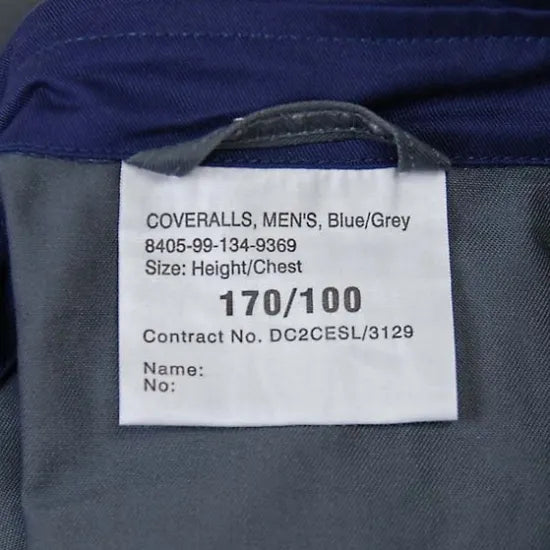 COVERALLS, MEN'S, Blue/Grey
8405-99-134-9369
Size: Height/Chest
170/100
Contract No. DC2CESL/3129
Name:
No: